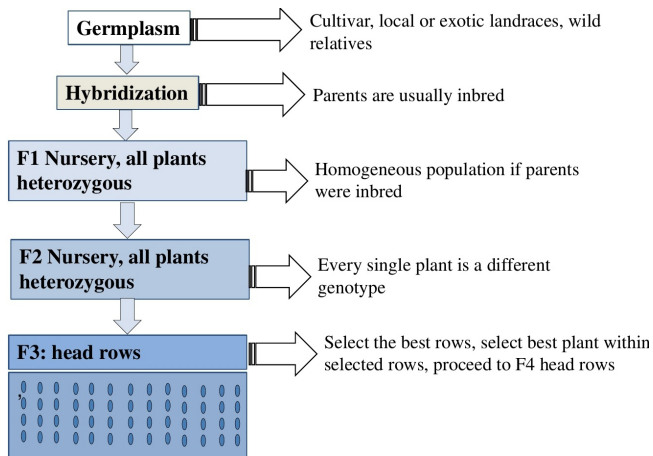 Germplasm
Cultivar, local or exotic landraces, wild
relatives
Hybridization
Parents are usually inbred
F1 Nursery, all plants
heterozygous
Homogeneous population if parents
were inbred
F2 Nursery, all plants
heterozygous
Every single plant is a different
genotype
F3: head rows
Select the best rows, select best plant within
selected rows, proceed to F4 head rows
,